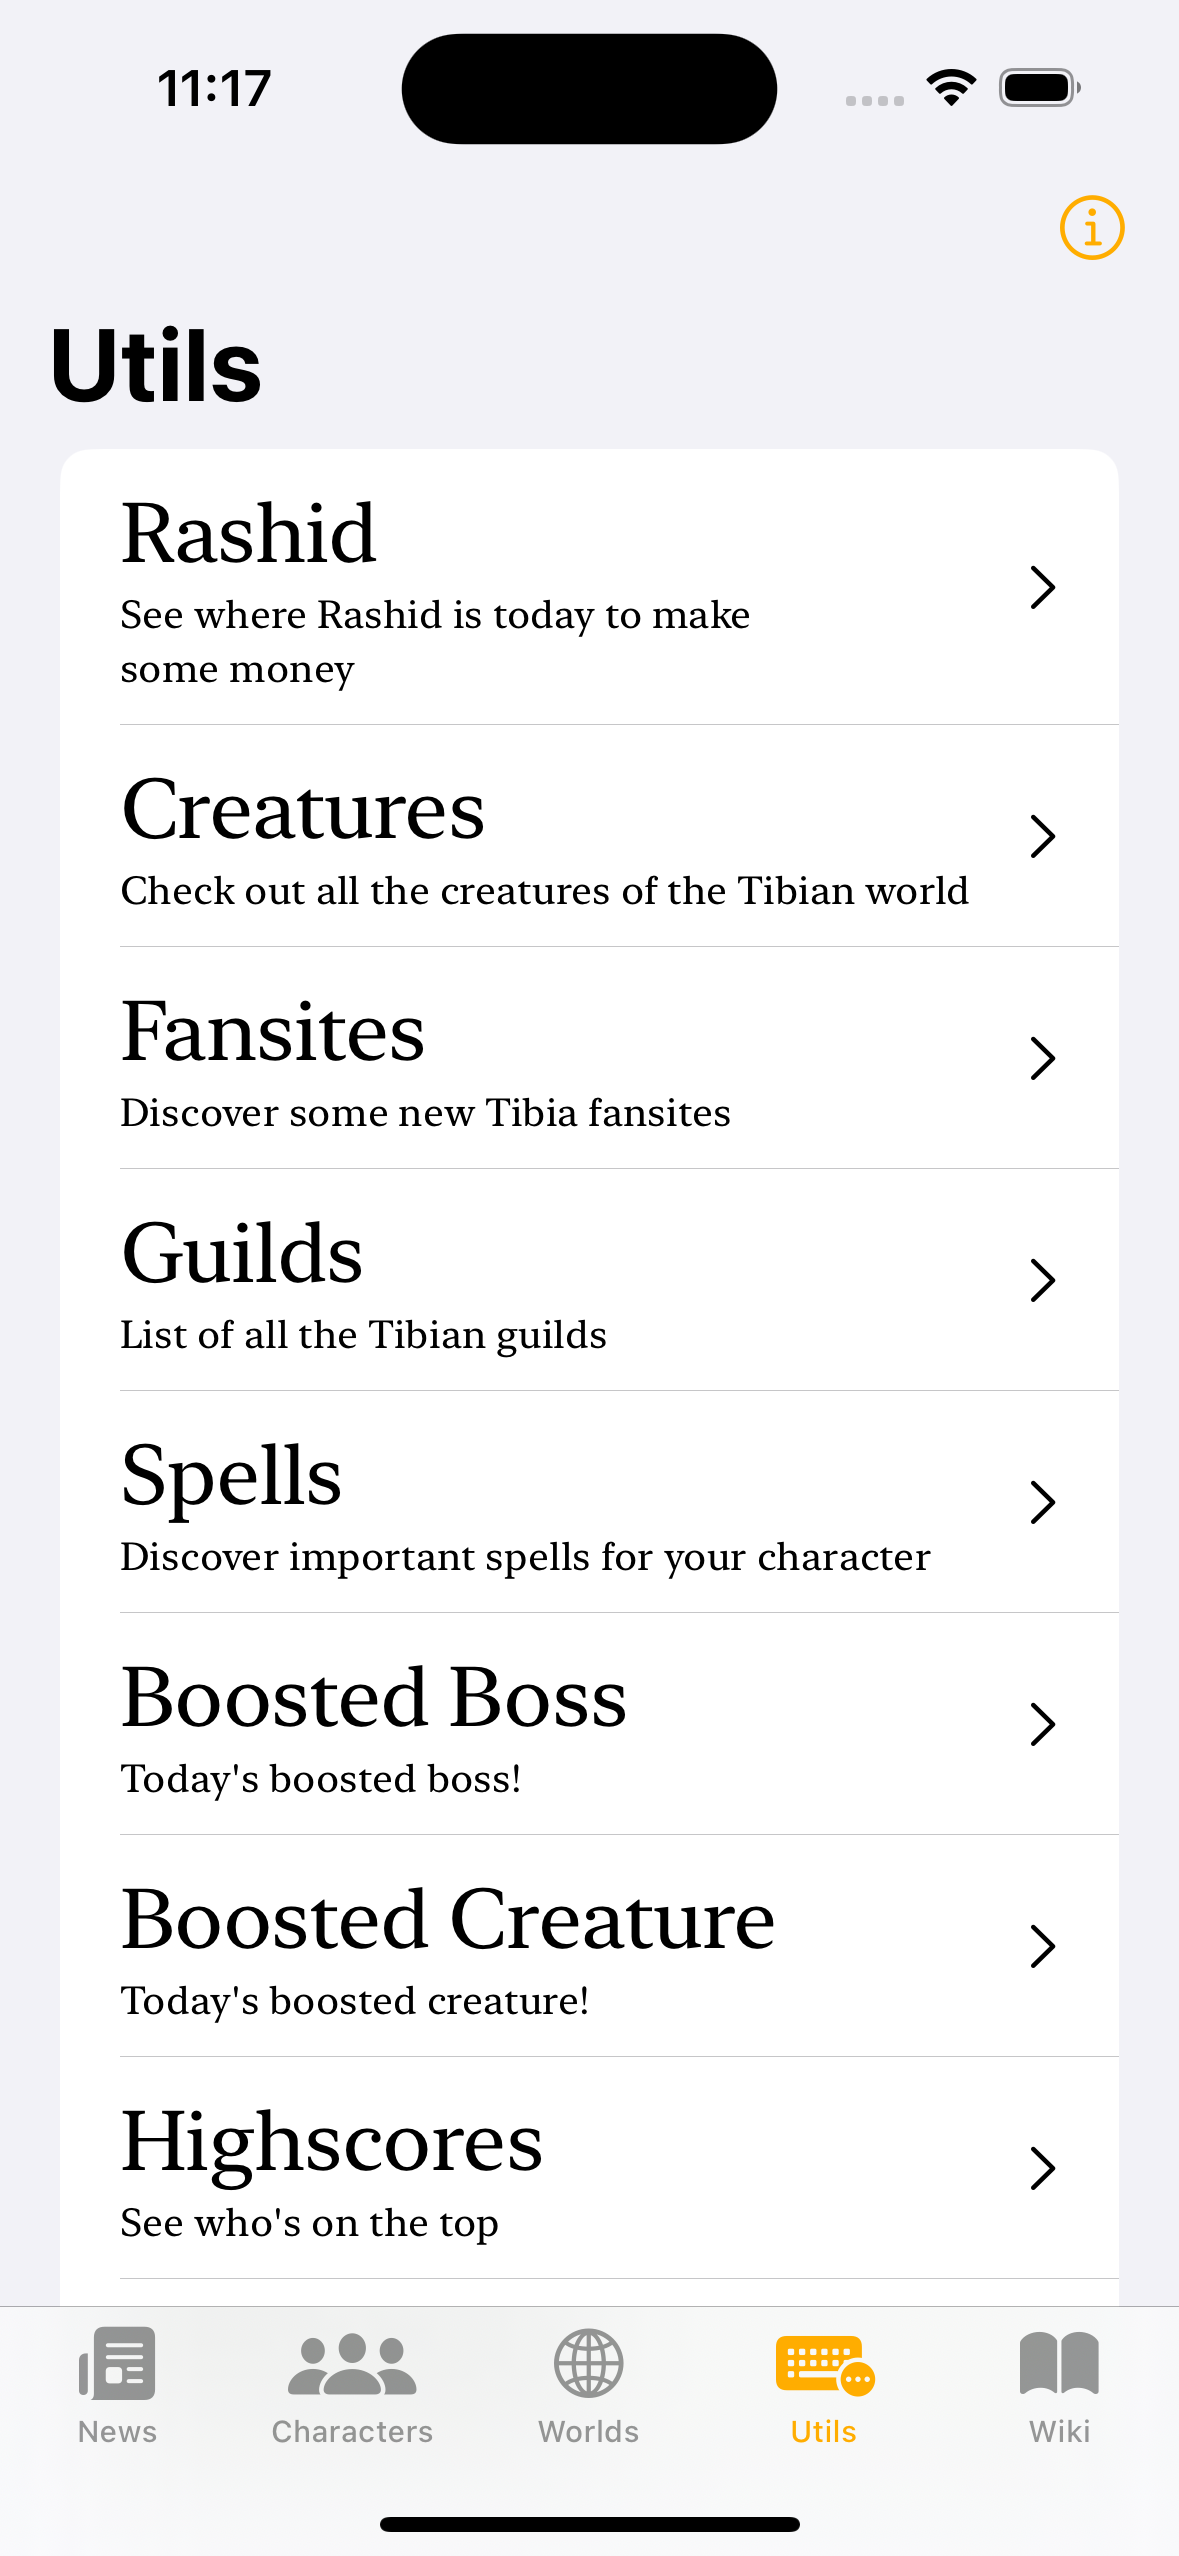 11:17
Utils
Rashid
See where Rashid is today to make
some money
Creatures
Check out all the creatures of the Tibian world
Fansites
Discover some new Tibia fansites
Guilds
List of all the Tibian guilds
Spells
Discover important spells for your character
Boosted Boss
Today's boosted boss!
Boosted Creature
Today's boosted creature!
Highscores
See who's on the top
News
Characters
Worlds
Utils
Wiki